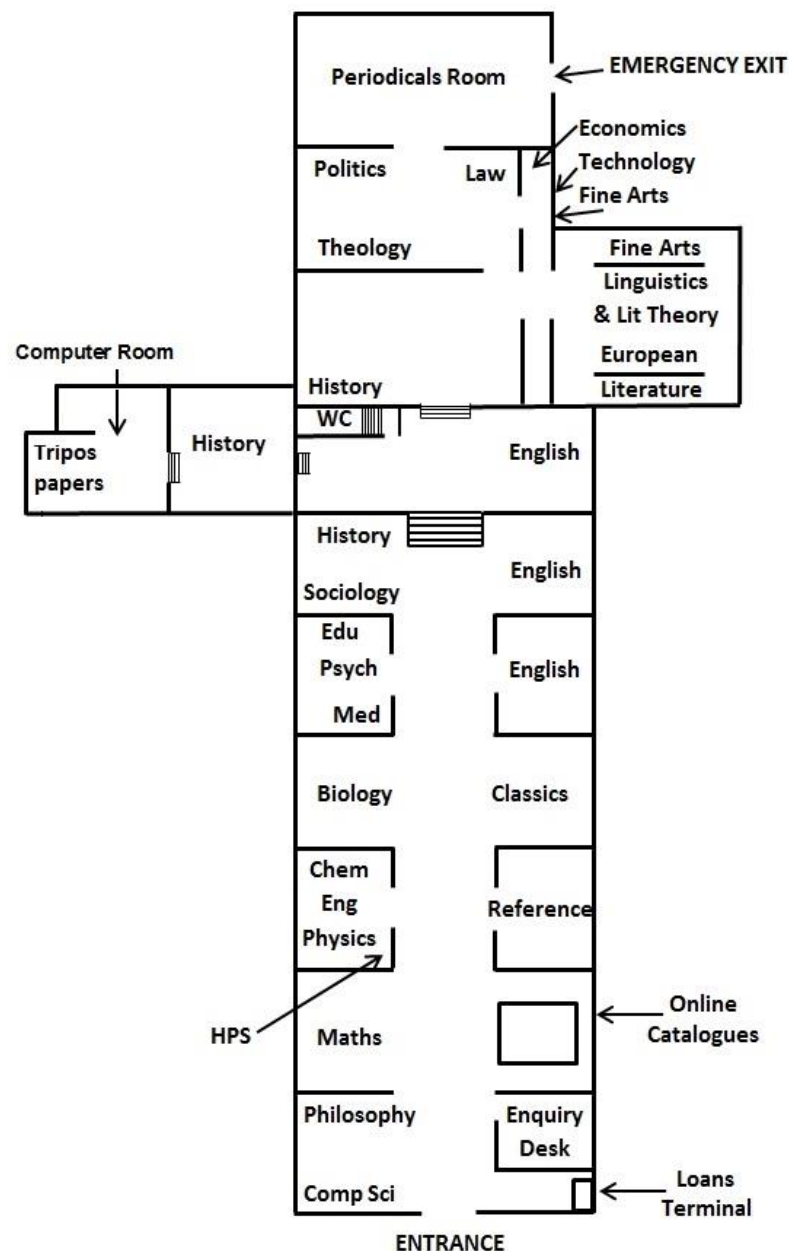 Periodicals Room
EMERGENCY EXIT
Economics
Politics
Law
Technology
Fine Arts
Theology
Fine Arts
Linguistics
& Lit Theory
European
Literature
Computer Room
History
WC
History
Tripos
papers
English
History
English
Sociology
Edu
Psych
Med
English
Biology
Classics
Chem
Eng
Physics
Reference
HPS
Maths
Online
Catalogues
Philosophy
Enquiry
Desk
Comp Sci
Loans
Terminal
ENTRANCE